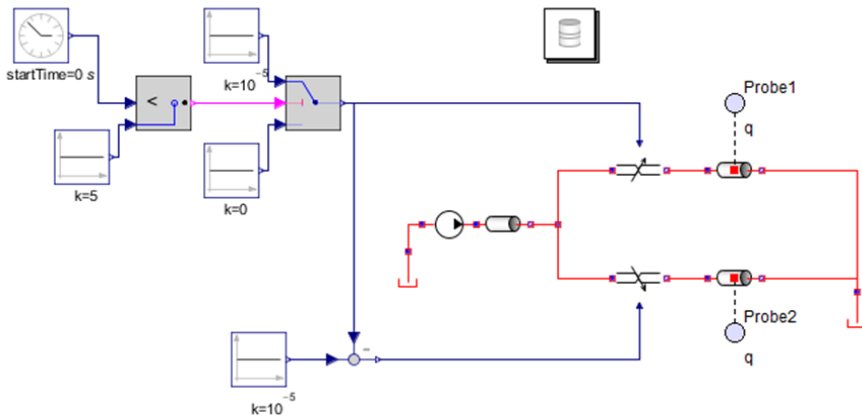 startTime=0 s
k=10⁻⁵
<
k=5
k=0
Probe1
q
Probe2
q
-
k=10⁻⁵